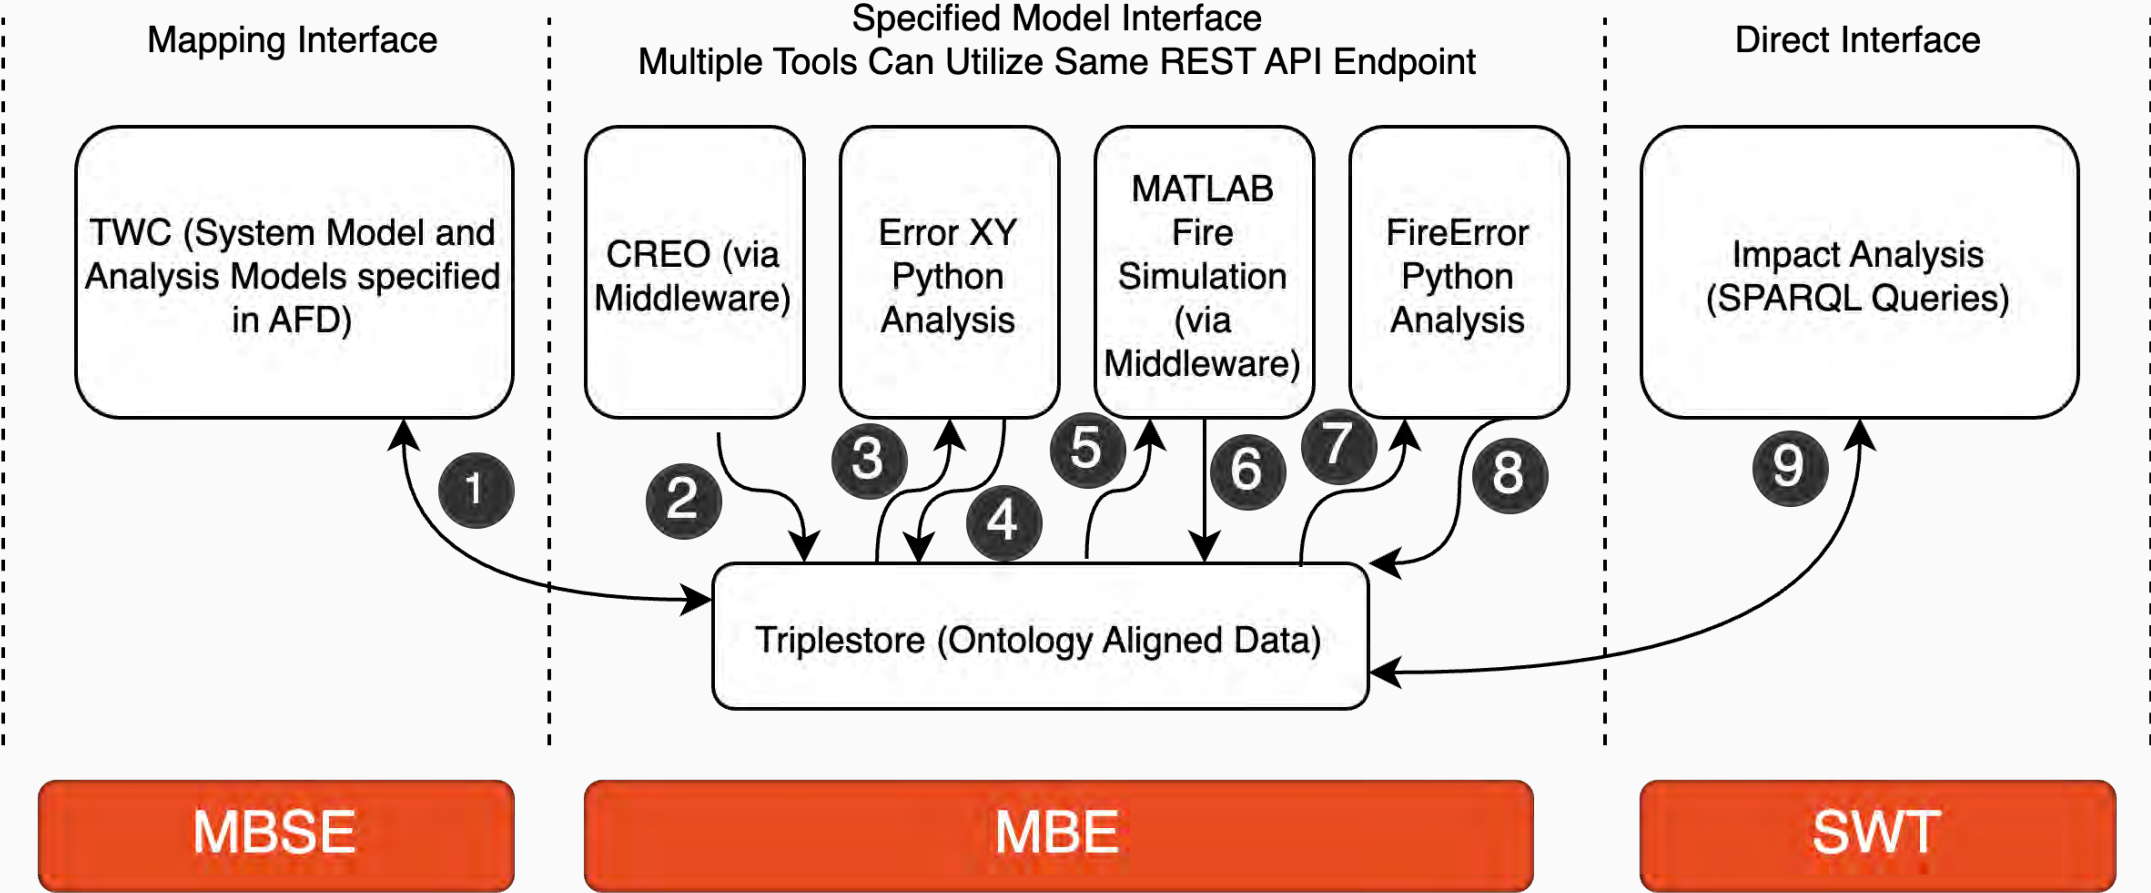 Mapping Interface
Specified Model Interface
Multiple Tools Can Utilize Same REST API Endpoint
Direct Interface
TWC (System Model and
Analysis Models specified
in AFD)
CREO (via
Middleware)
Error XY
Python
Analysis
MATLAB
Fire
Simulation
(via
Middleware)
FireError
Python
Analysis
Impact Analysis
(SPARQL Queries)
1
2
3
4
5
6
7
8
9
Triplestore (Ontology Aligned Data)
MBSE
MBE
SWT